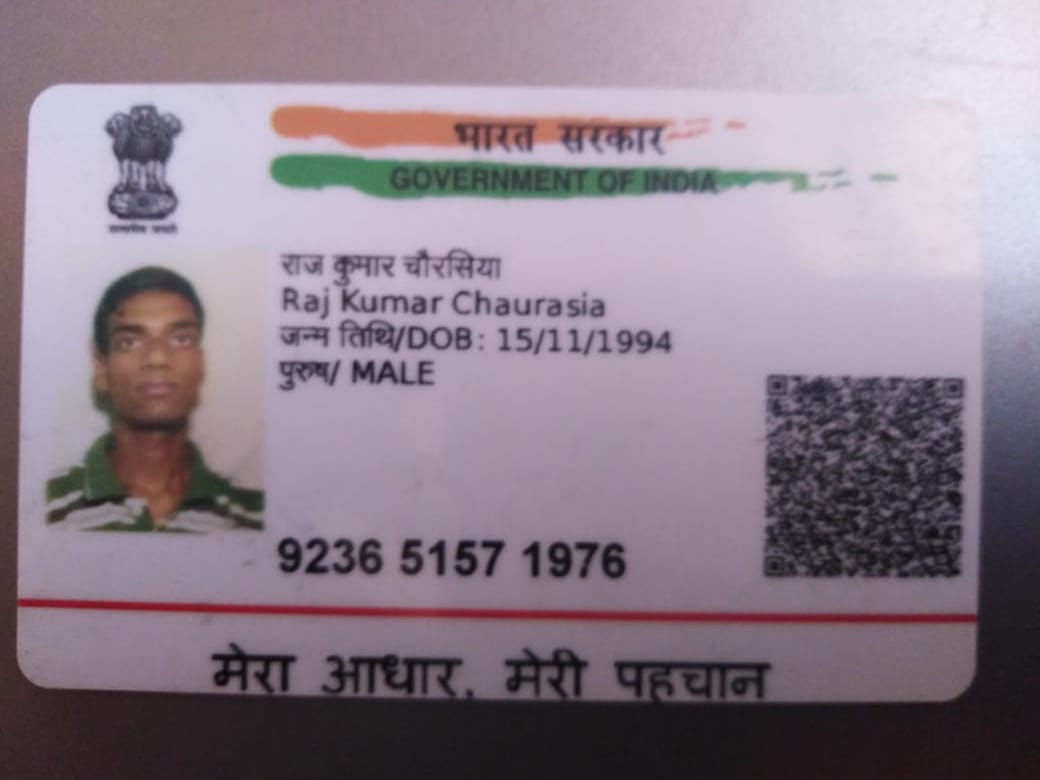 भारत सरकार
GOVERNMENT OF INDIA
सत्यमेव जयते
राज कुमार चौरसिया
Raj Kumar Chaurasia
जन्म तिथि/DOB: 15/11/1994
पुरुष/ MALE
9236 5157 1976
मेरा आधार, मेरी पहचान